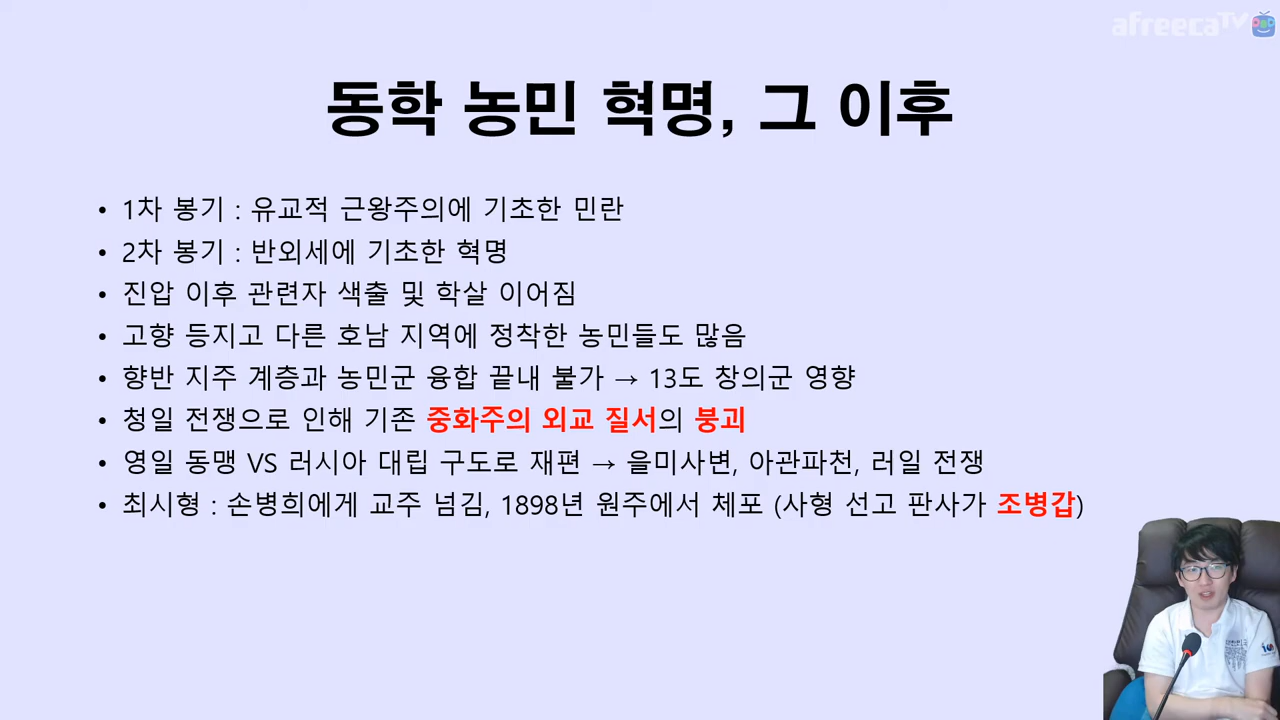 afreecaTV
동학 농민 혁명, 그 이후
• 1차 봉기 : 유교적 근왕주의에 기초한 민란
• 2차 봉기 : 반외세에 기초한 혁명
• 진압 이후 관련자 색출 및 학살 이어짐
• 고향 등지고 다른 호남 지역에 정착한 농민들도 많음
• 향반 지주 계층과 농민군 융합 끝내 불가 → 13도 창의군 영향
• 청일 전쟁으로 인해 기존 중화주의 외교 질서의 붕괴
• 영일 동맹 VS 러시아 대립 구도로 재편 → 을미사변, 아관파천, 러일 전쟁
• 최시형 : 손병희에게 교주 넘김, 1898년 원주에서 체포 (사형 선고 판사가 조병갑)